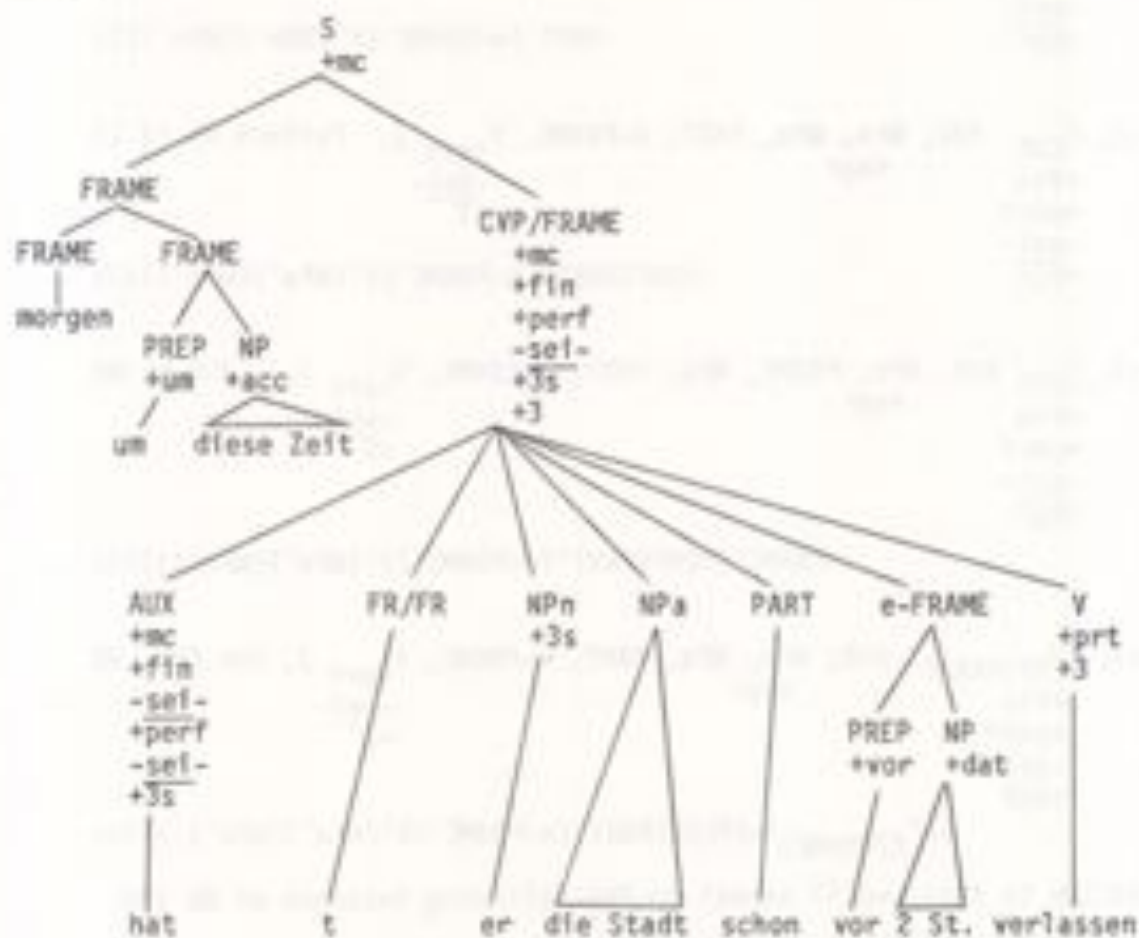 S
+mc
FRAME
CVP/FRAME
FRAME FRAME
+mc
+fin
morgen
+perf
PREP NP
-sei-
+um +acc
+3s
+3
um diese Zeit
AUX FR/FR NPn NPa PART e-FRAME V
+mc +3s +prt
+fin +3
-sei-
+perf PREP NP
-sei- +vor +dat
+3s
hat t er die Stadt schon vor 2 St. verlassen